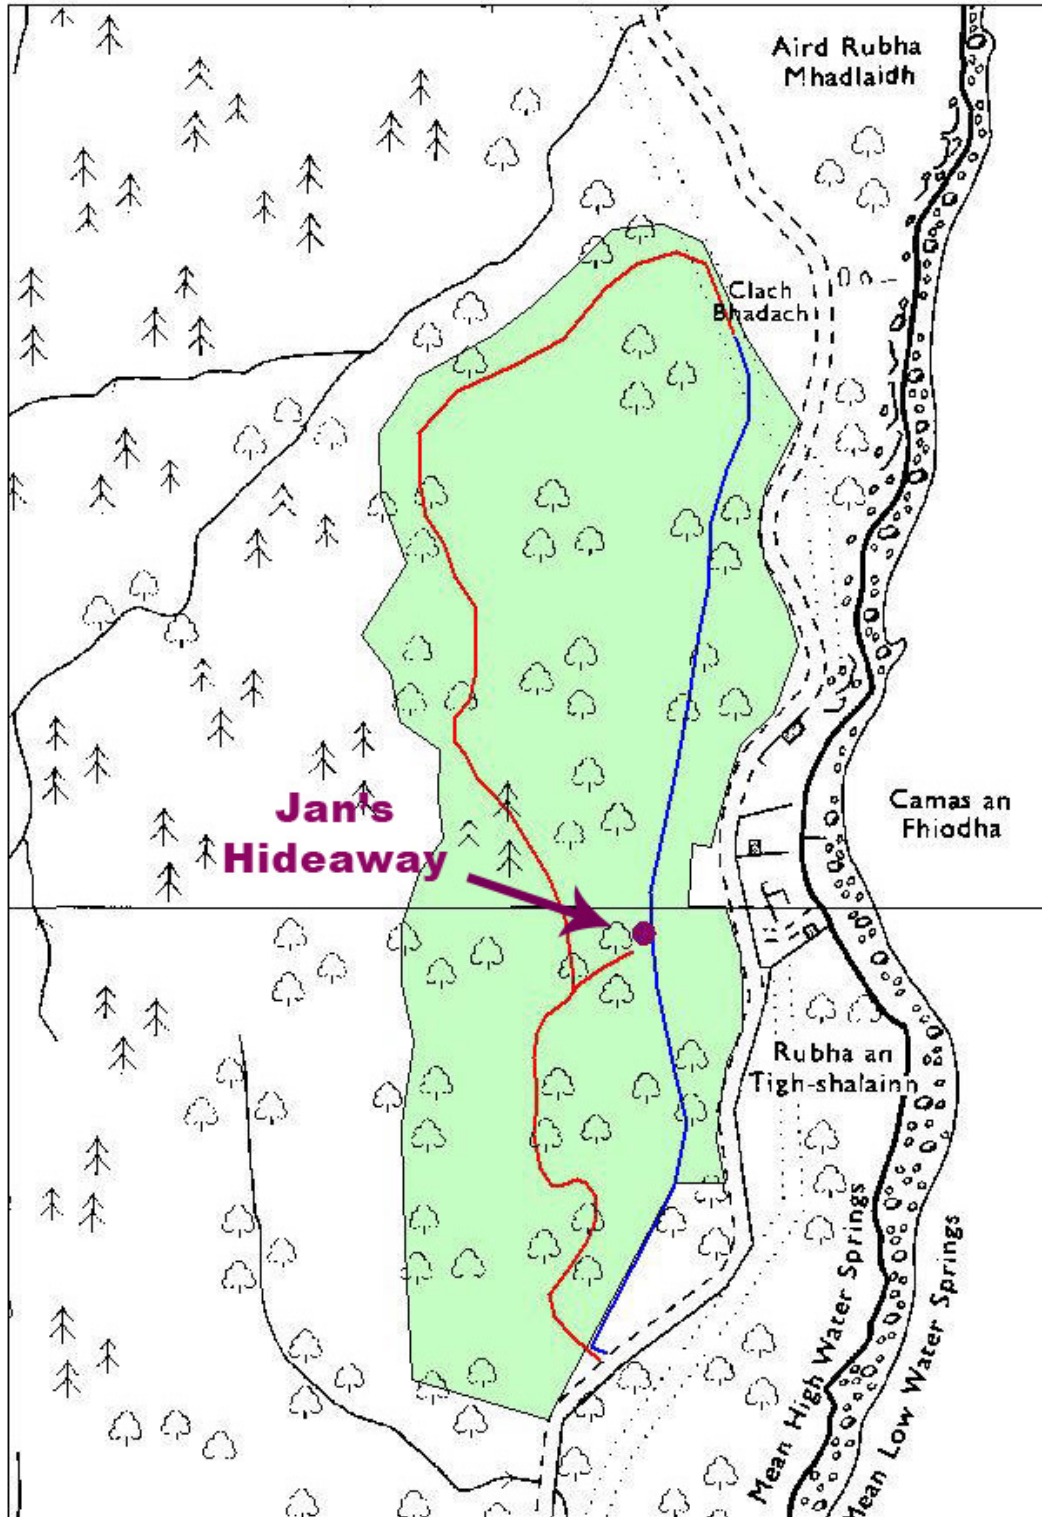 Aird Rubha
Mhadlaidh
Clach
Bhadach
Jan's
Hideaway
Camas an
Fhiodha
Rubha an
Tigh-shalainn
Mean High Water Springs
Mean Low Water Springs